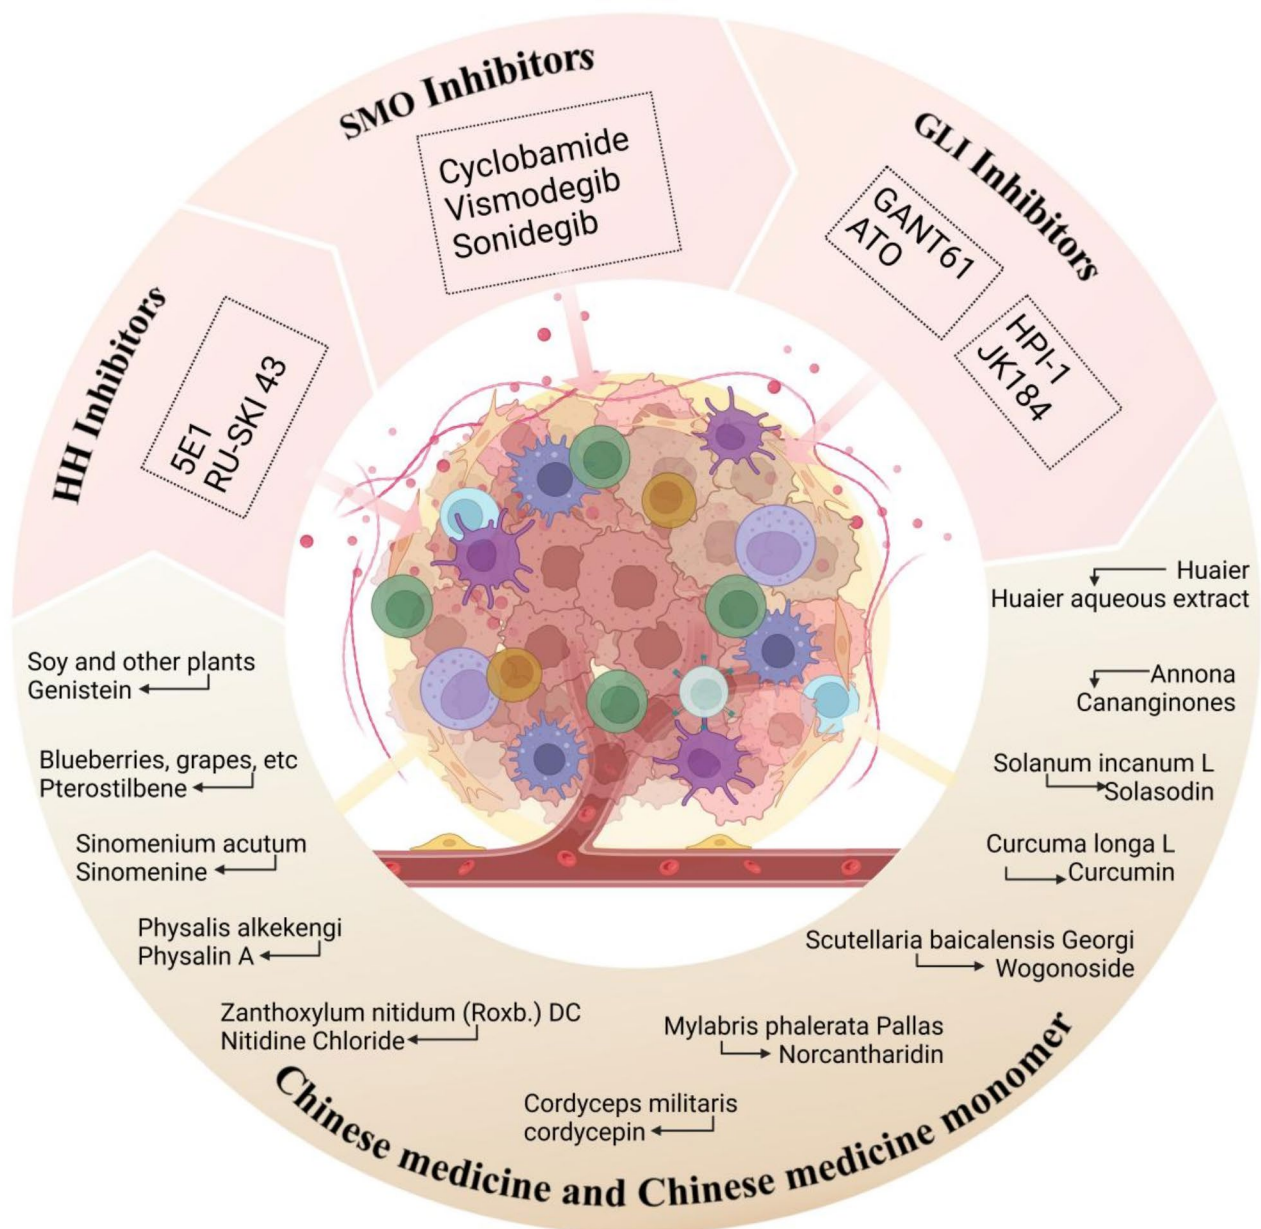 SMO Inhibitors
Cyclobamide
Vismodegib
Sonidegib
GLI Inhibitors
GANT61
ATO
HPI-1
JK184
HH Inhibitors
5E1
RU-SKI 43
Huaier
Huaier aqueous extract
Annona
Cananginones
Solanum incanum L
Solasodin
Curcuma longa L
Curcumin
Scutellaria baicalensis Georgi
Wogonoside
Mylabris phalerata Pallas
Norcantharidin
Cordyceps militaris
cordycepin
Zanthoxylum nitidum (Roxb.) DC
Nitidine Chloride
Physalis alkekengi
Physalin A
Sinomenium acutum
Sinomenine
Blueberries, grapes, etc
Pterostilbene
Soy and other plants
Genistein
Chinese medicine and Chinese medicine monomer